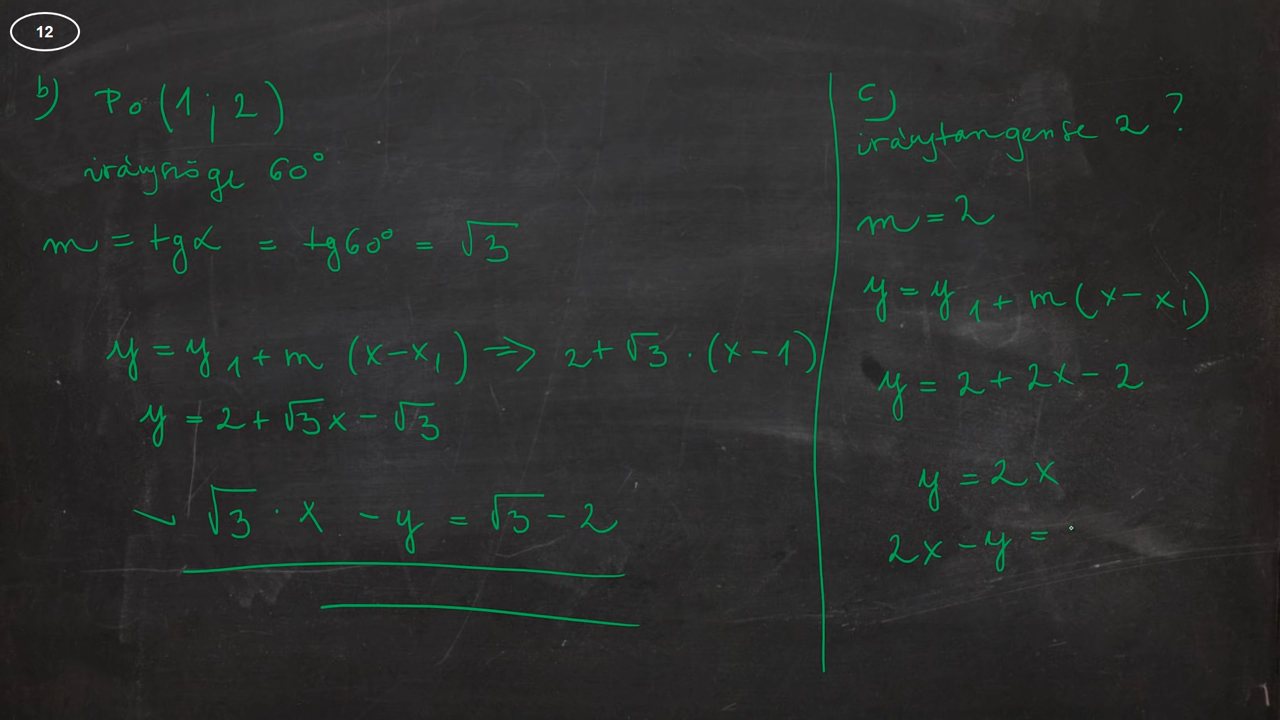 12
b) Po(1; 2)
irányszöge 60°
m = tgα = tg60° = √3
y = y₁ + m (x-x₁) => 2+√3 · (x-1)
y = 2+√3x-√3
√3 · x - y = √3-2
c)
iránytangense 2?
m = 2
y = y₁ + m (x-x₁)
y = 2+2x-2
y = 2x
2x-y =